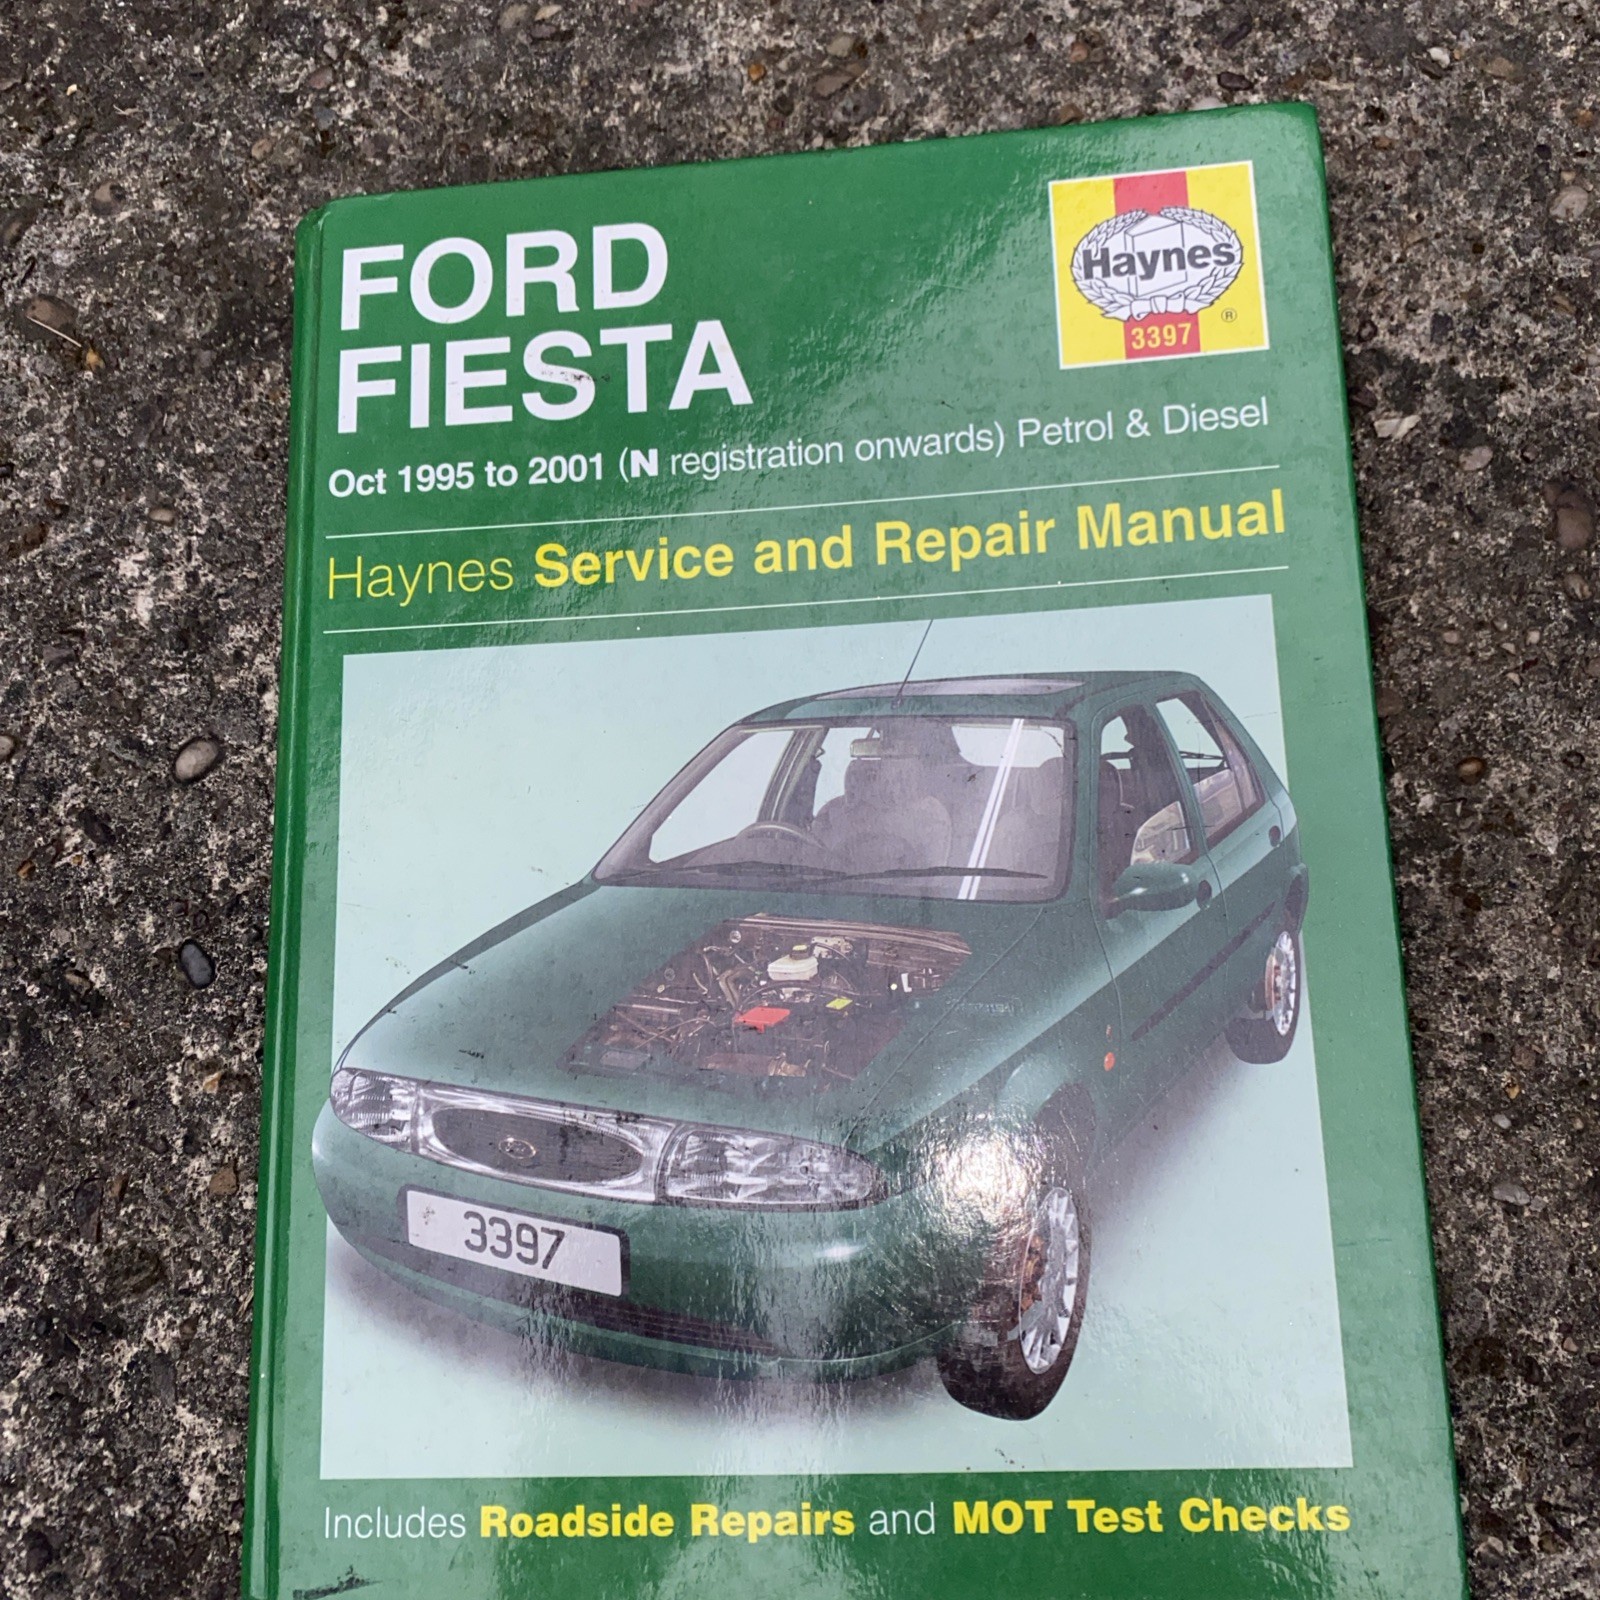 FORD
FIESTA
Haynes
®
3397
Oct 1995 to 2001 (N registration onwards) Petrol & Diesel
Haynes Service and Repair Manual
3397
Includes Roadside Repairs and MOT Test Checks